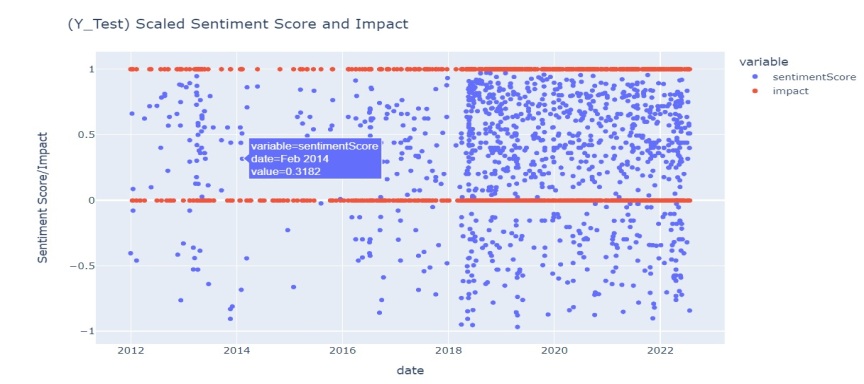 (Y_Test) Scaled Sentiment Score and Impact
variable
sentimentScore
impact
Sentiment Score/Impact
1
0.5
0
−0.5
−1
variable=sentimentScore
date=Feb 2014
value=0.3182
2012
2014
2016
2018
2020
2022
date